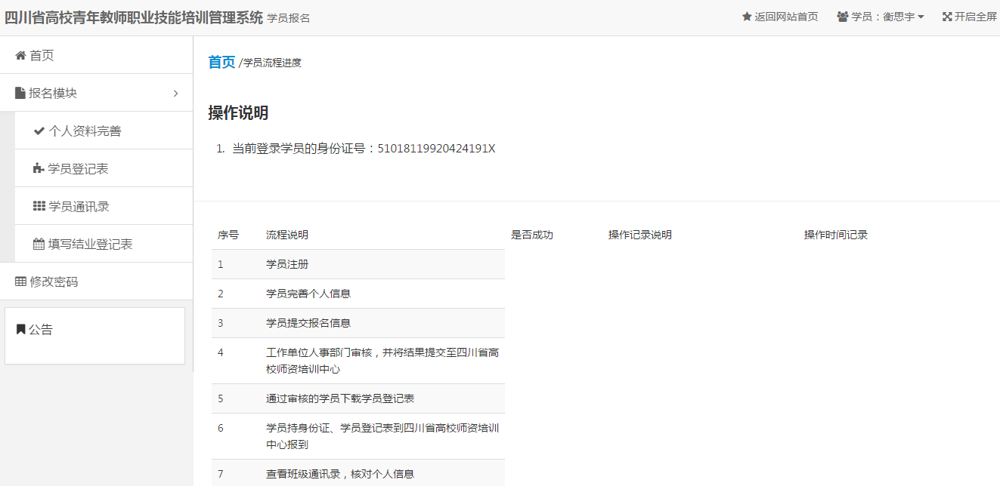 四川省高校青年教师职业技能培训管理系统 学员报名
返回网站首页 学员：衡思宇 开启全屏
首页
报名模块
个人资料完善
学员登记表
学员通讯录
填写结业登记表
修改密码
公告
首页 /学员流程进度
操作说明
1. 当前登录学员的身份证号：51018119920424191X
序号 流程说明 是否成功 操作记录说明 操作时间记录
1 学员注册
2 学员完善个人信息
3 学员提交报名信息
4 工作单位人事部门审核，并将结果提交至四川省高
校师资培训中心
5 通过审核的学员下载学员登记表
6 学员持身份证、学员登记表到四川省高校师资培训
中心报到
7 查看班级通讯录，核对个人信息